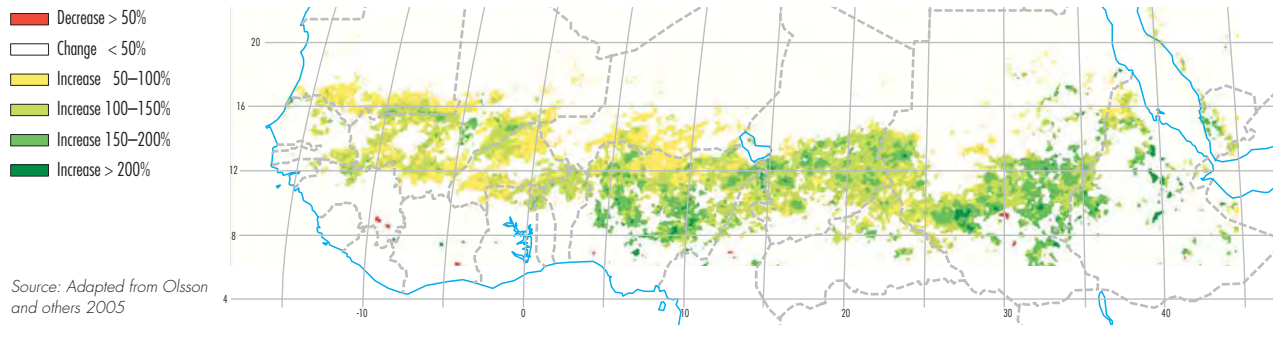 Decrease > 50%
Change < 50%
Increase 50–100%
Increase 100–150%
Increase 150–200%
Increase > 200%
Source: Adapted from Olsson
and others 2005
20
16
12
8
4
-10
0
10
20
30
40